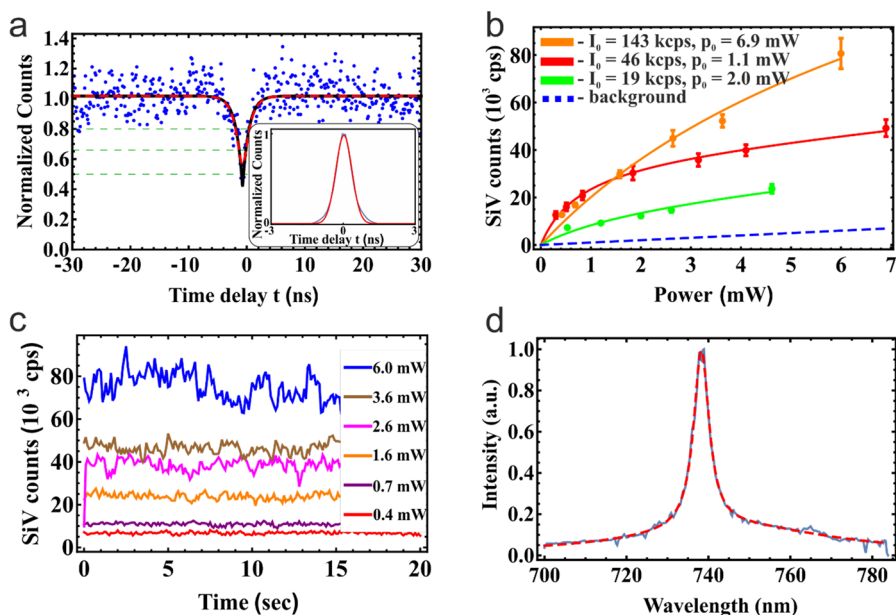 a
Normalized Counts
1.4
1.2
1.0
0.8
0.6
0.4
0.2
0.0
-30
-20
-10
0
10
20
30
Time delay t (ns)
Normalized Counts
1
0
-3
0
3
Time delay t (ns)
b
SiV counts (10³ cps)
80
60
40
20
0
- I₀ = 143 kcps, p₀ = 6.9 mW
- I₀ = 46 kcps, p₀ = 1.1 mW
- I₀ = 19 kcps, p₀ = 2.0 mW
- background
0 1 2 3 4 5 6 7
Power (mW)
c
SiV counts (10³ cps)
80
60
40
20
0
6.0 mW
3.6 mW
2.6 mW
1.6 mW
0.7 mW
0.4 mW
0 5 10 15 20
Time (sec)
d
Intensity (a.u.)
1.0
0.8
0.6
0.4
0.2
0.0
700 720 740 760 780
Wavelength (nm)